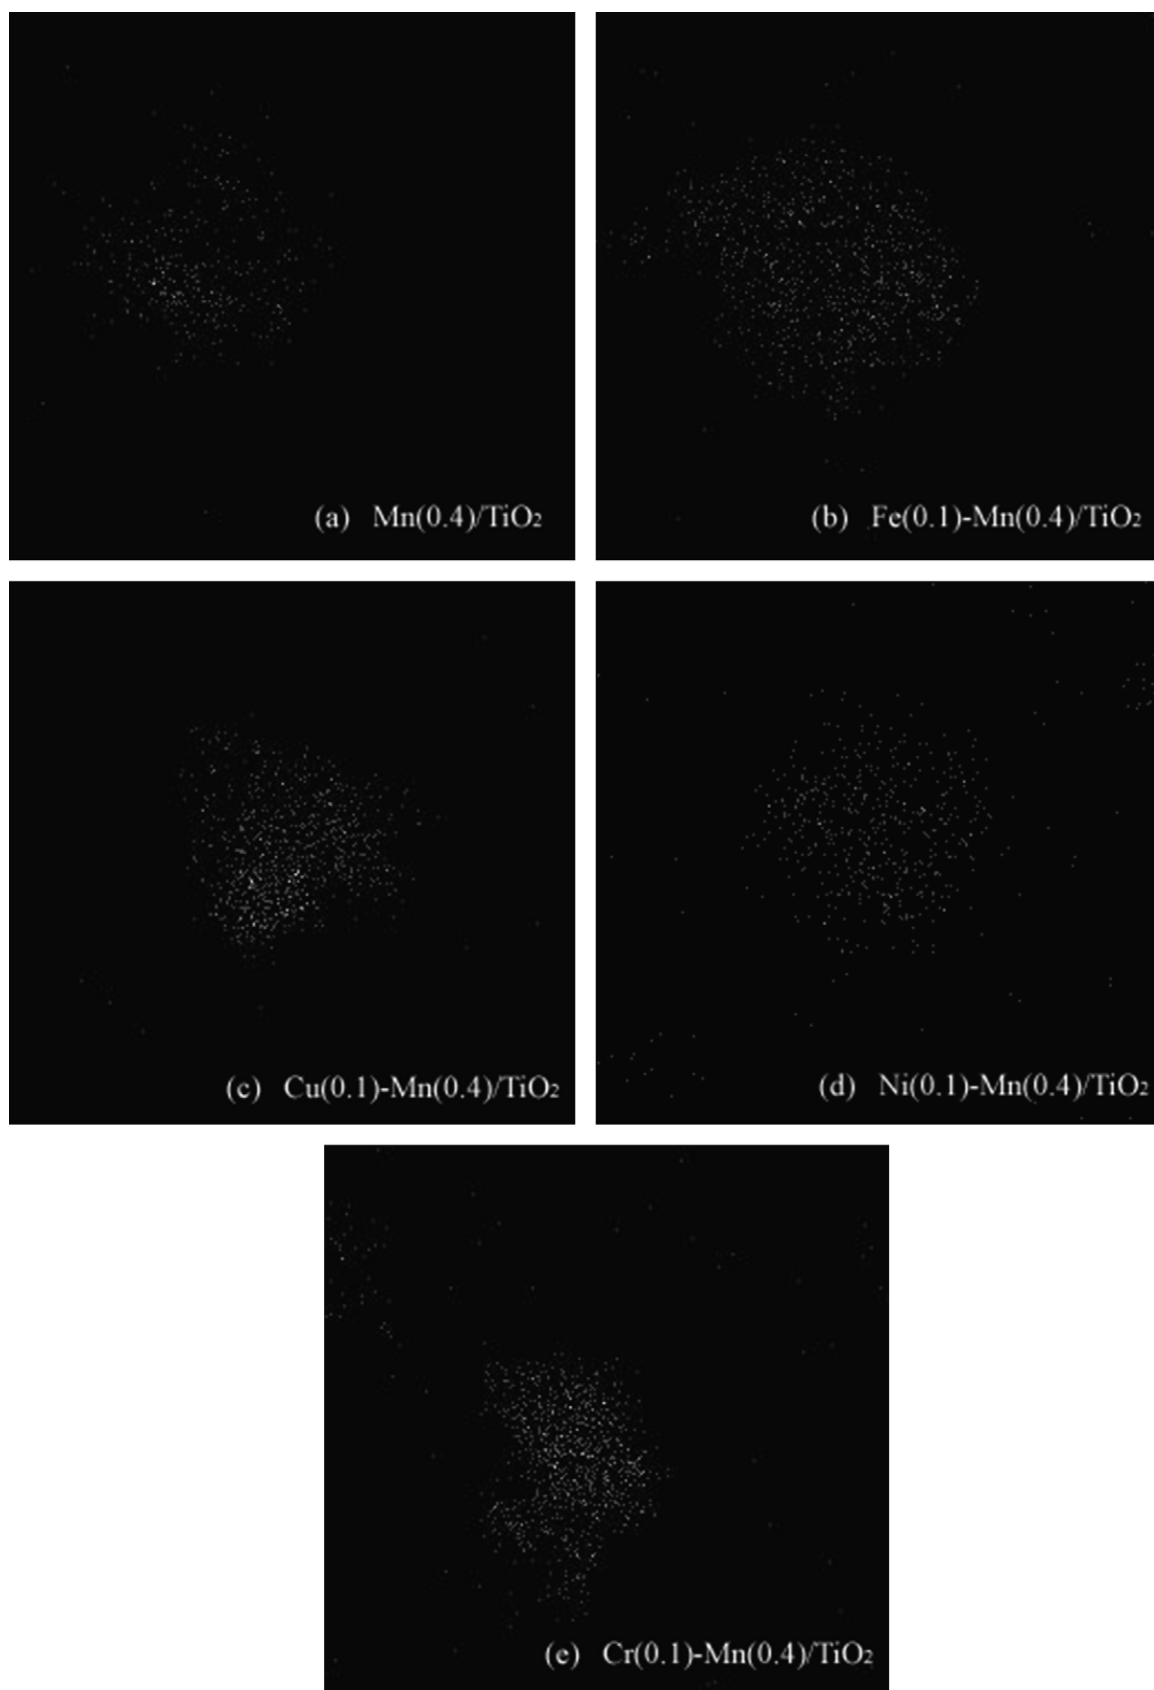 (a) Mn(0.4)/TiO₂
(b) Fe(0.1)-Mn(0.4)/TiO₂
(c) Cu(0.1)-Mn(0.4)/TiO₂
(d) Ni(0.1)-Mn(0.4)/TiO₂
(e) Cr(0.1)-Mn(0.4)/TiO₂